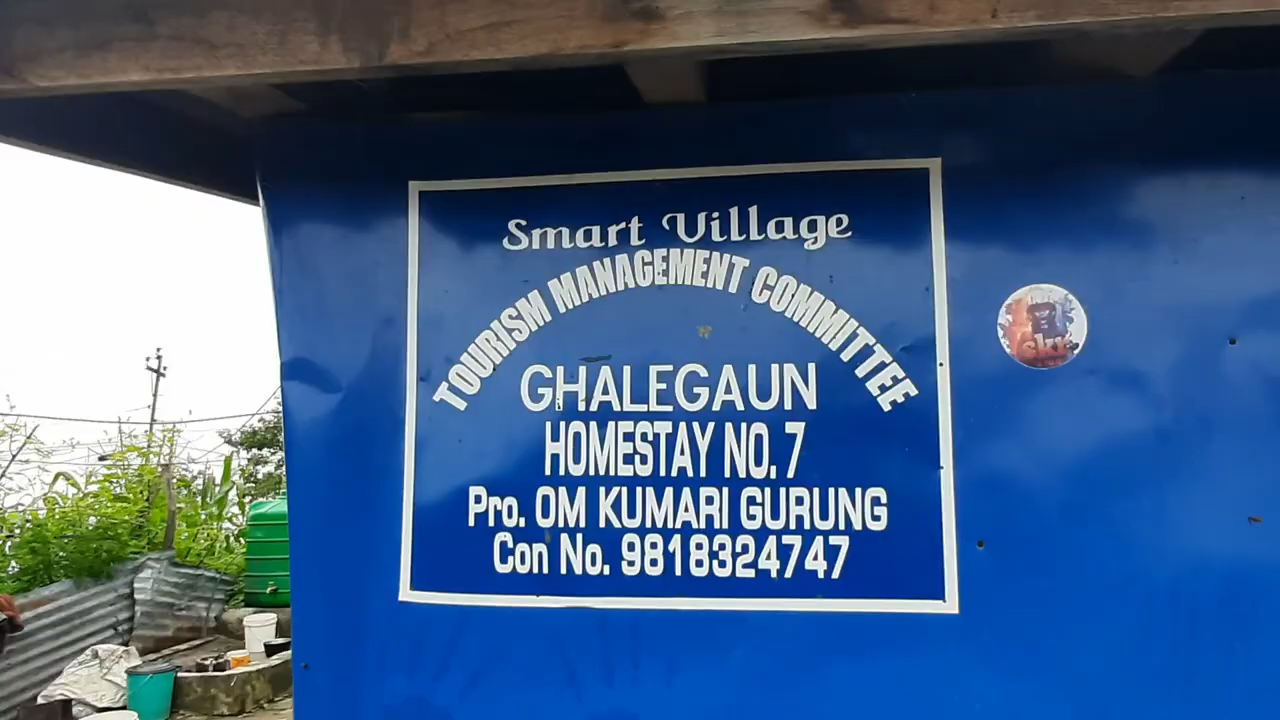 Smart Village
TOURISM MANAGEMENT COMMITTEE
GHALEGAUN
HOMESTAY NO. 7
Pro. OM KUMARI GURUNG
Con No. 9818324747